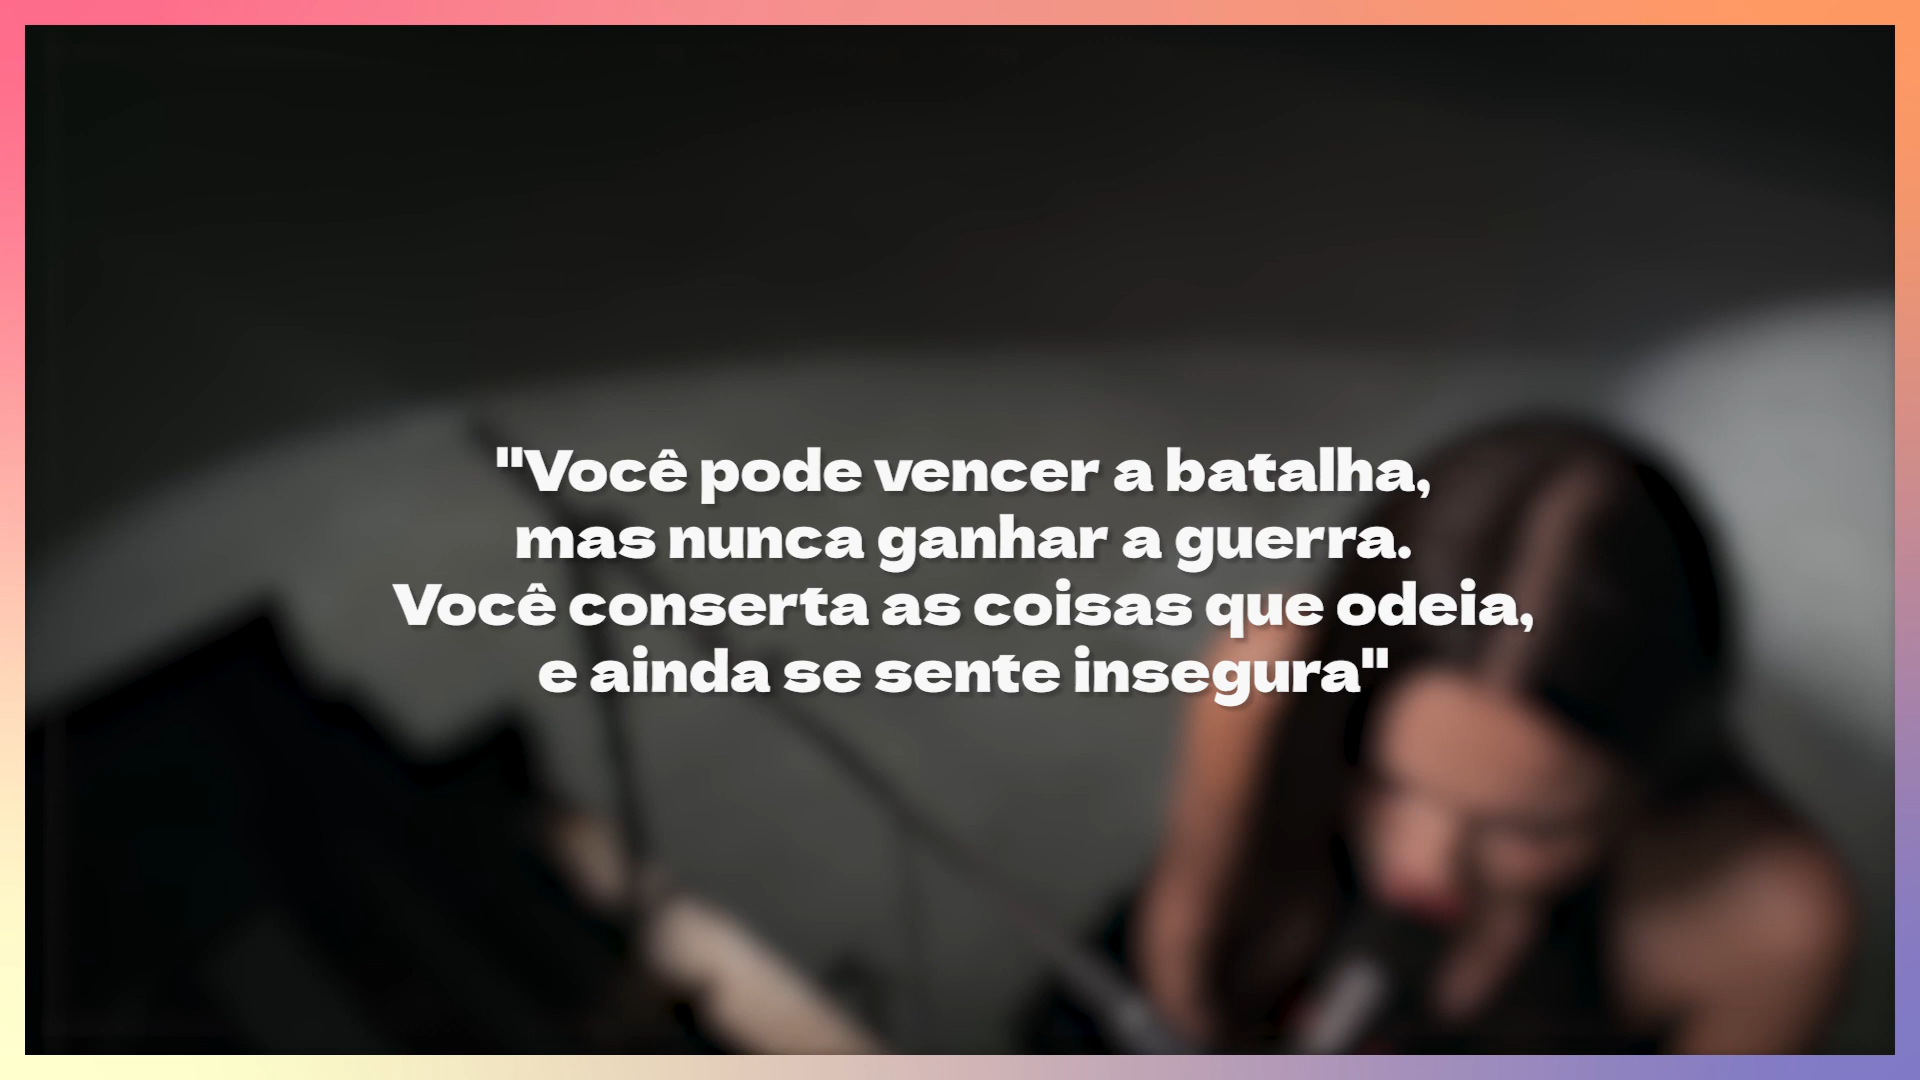 "Você pode vencer a batalha,
mas nunca ganhar a guerra.
Você conserta as coisas que odeia,
e ainda se sente insegura"